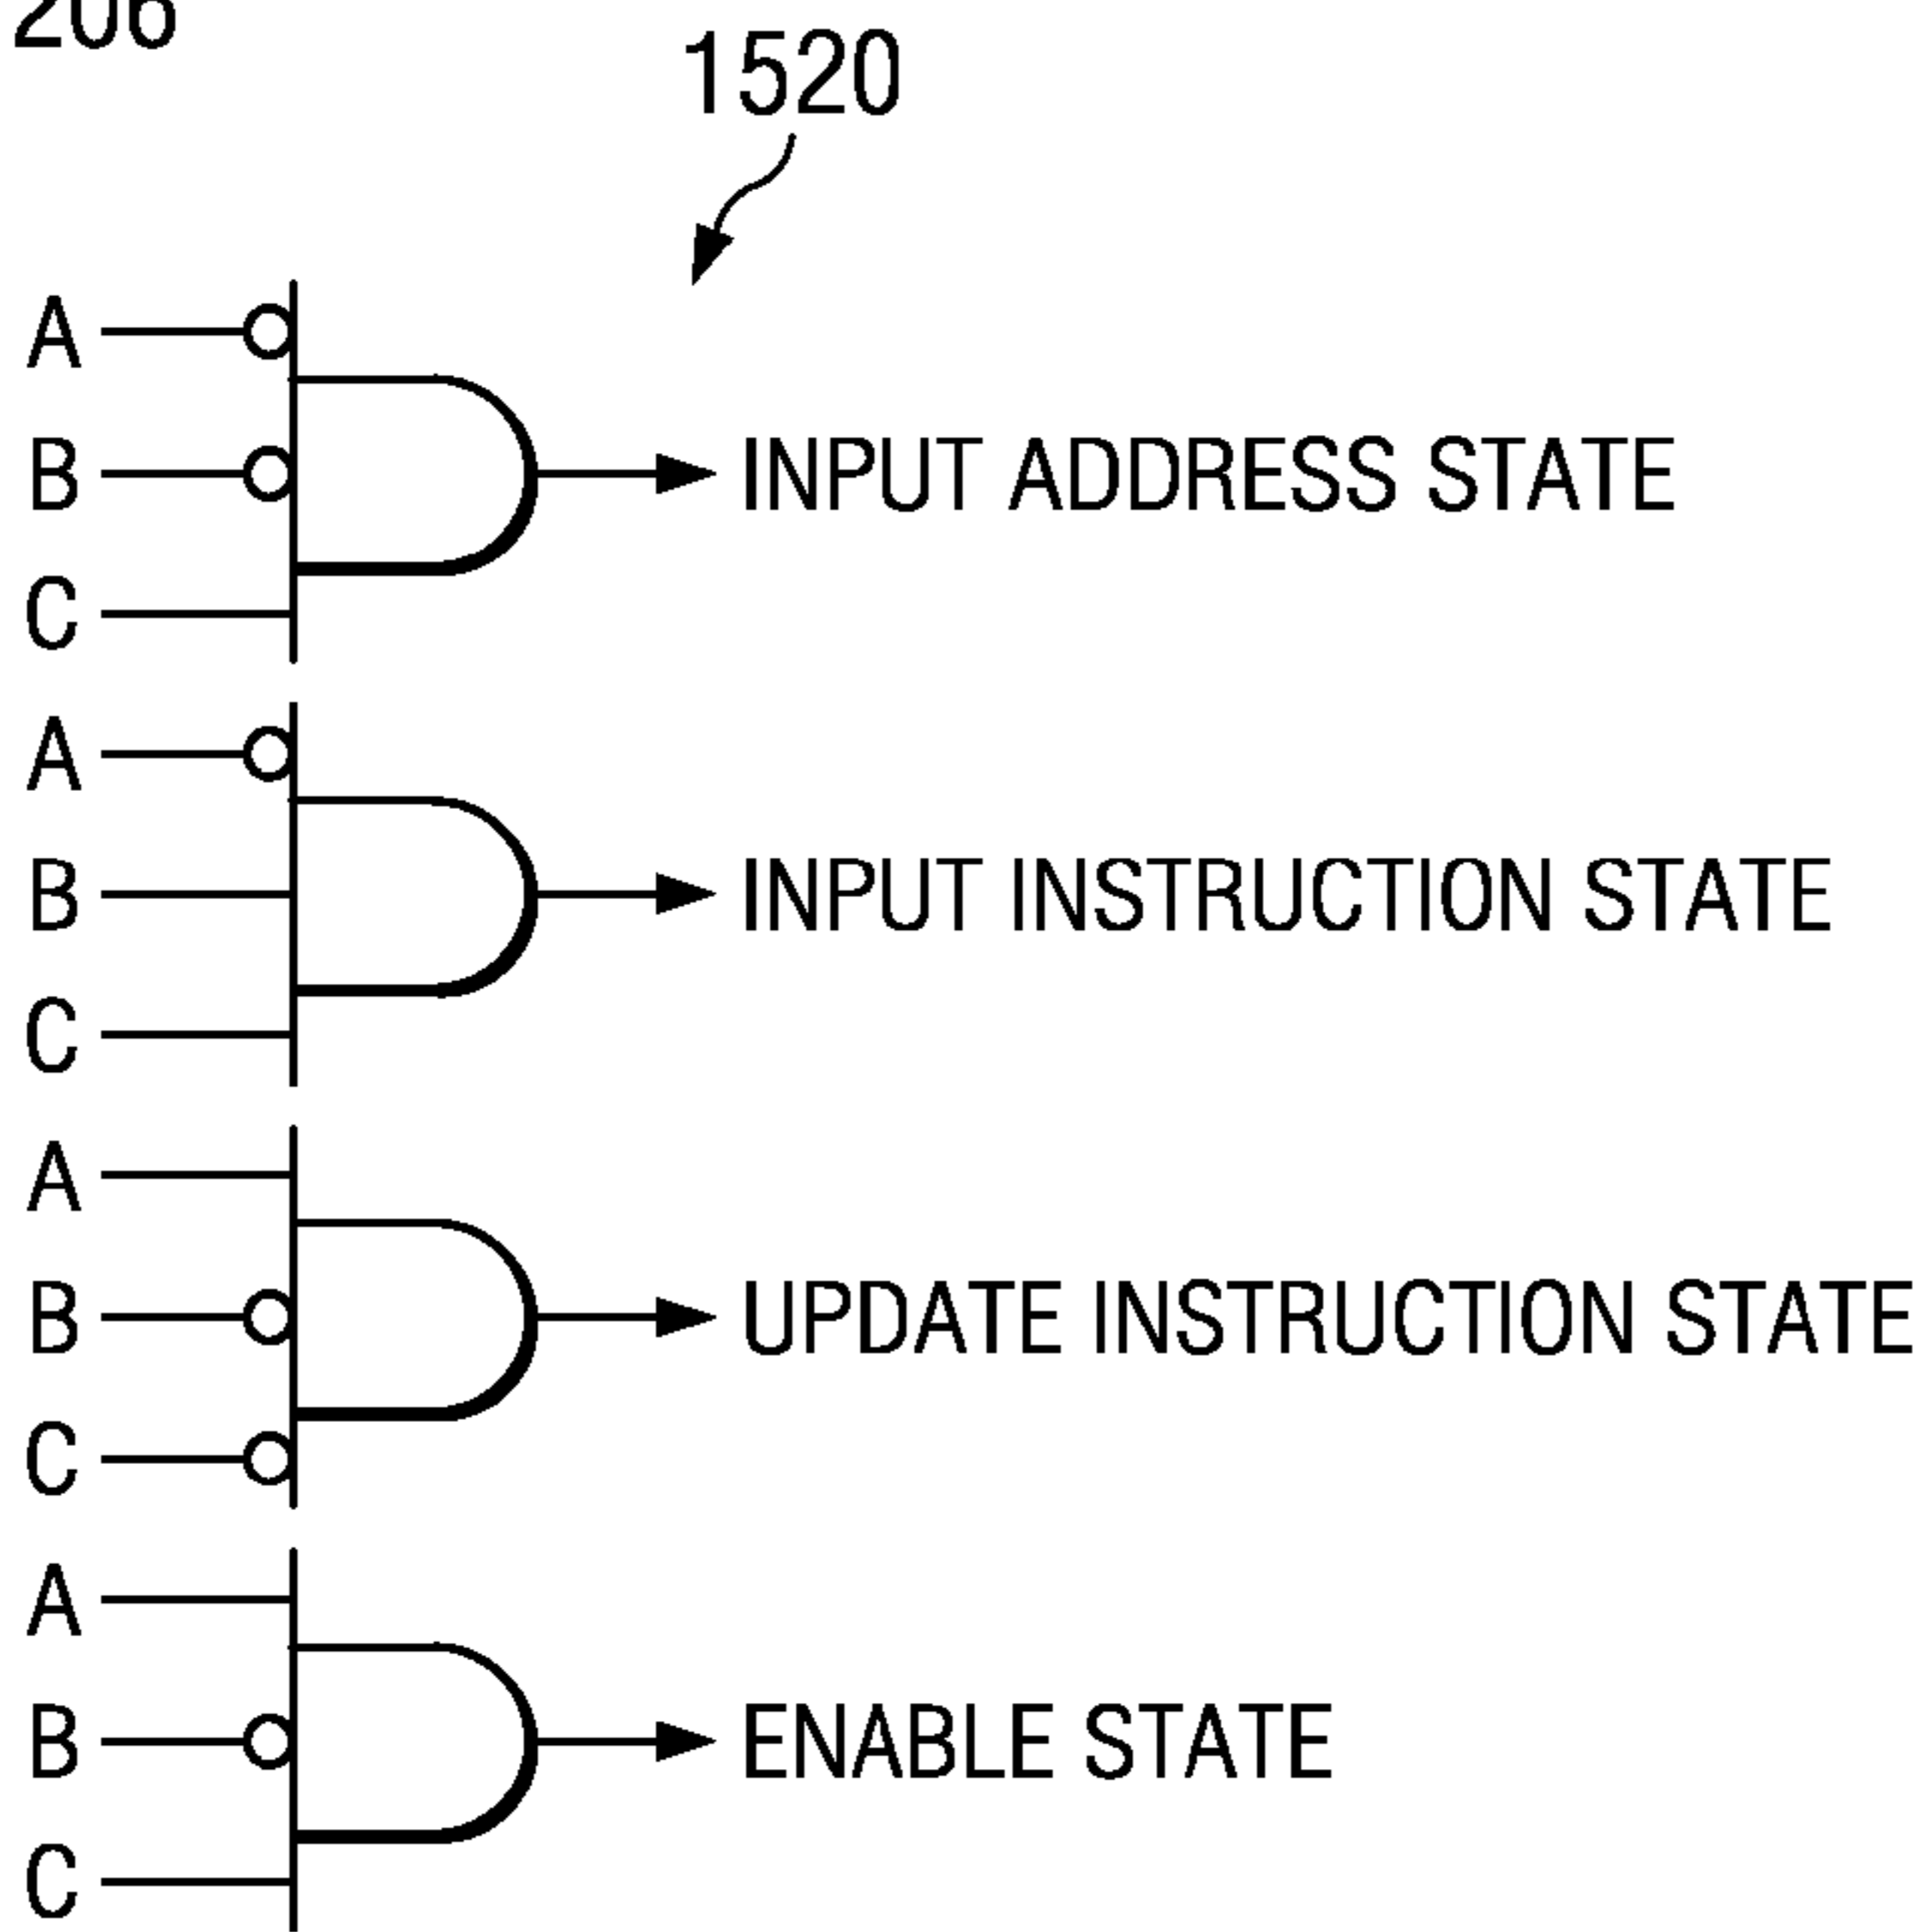 206
1520
A
B INPUT ADDRESS STATE
C
A
B INPUT INSTRUCTION STATE
C
A
B UPDATE INSTRUCTION STATE
C
A
B ENABLE STATE
C